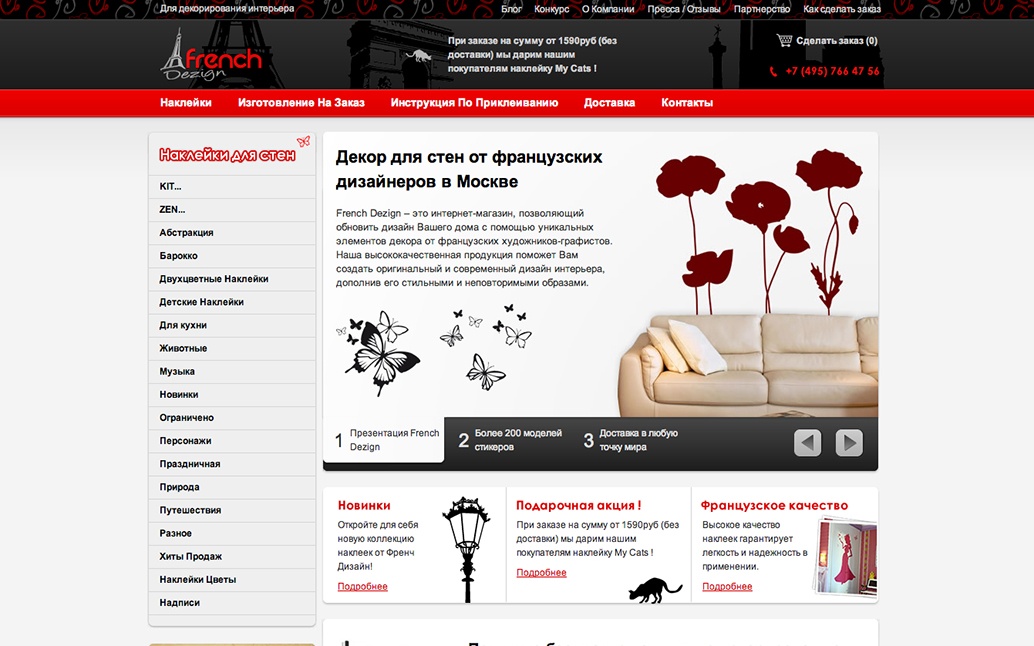 Для декорирования интерьера
Блог Конкурс О Компании Пресса / Отзывы Партнерство Как сделать заказ
french
Dezign
При заказе на сумму от 1590руб (без
доставки) мы дарим нашим
покупателям наклейку My Cats !
Сделать заказ (0)
+7 (495) 766 47 56
Наклейки Изготовление На Заказ Инструкция По Приклеиванию Доставка Контакты
Наклейки для стен
KIT...
ZEN...
Абстракция
Барокко
Двухцветные Наклейки
Детские Наклейки
Для кухни
Животные
Музыка
Новинки
Ограничено
Персонажи
Праздничная
Природа
Путешествия
Разное
Хиты Продаж
Наклейки Цветы
Надписи
Декор для стен от французских
дизайнеров в Москве
French Dezign – это интернет-магазин, позволяющий
обновить дизайн Вашего дома с помощью уникальных
элементов декора от французских художников-графистов.
Наша высококачественная продукция поможет Вам
создать оригинальный и современный дизайн интерьера,
дополнив его стильными и неповторимыми образами.
1 Презентация French
Dezign
2 Более 200 моделей
стикеров
3 Доставка в любую
точку мира
Новинки
Откройте для себя
новую коллекцию
наклеек от Френч
Дизайн!
Подробнее
Подарочная акция !
При заказе на сумму от 1590руб (без
доставки) мы дарим нашим
покупателям наклейку My Cats !
Подробнее
Французское качество
Высокое качество
наклеек гарантирует
легкость и надежность в
применении.
Подробнее